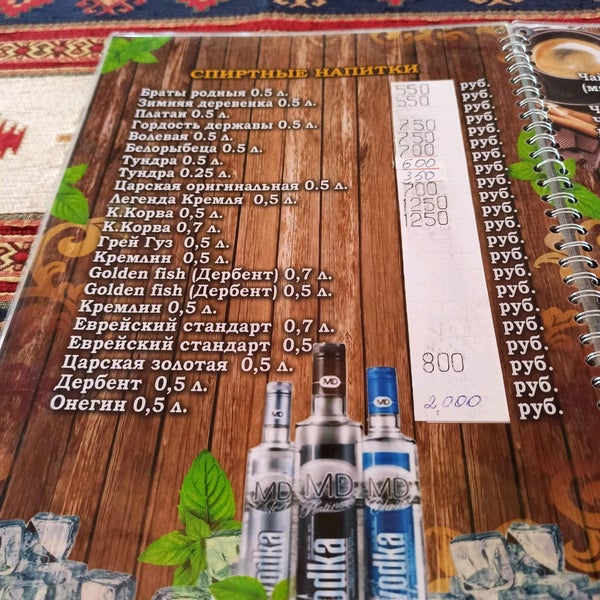 СПИРТНЫЕ НАПИТКИ
Браты родныя 0.5 л. 550 руб.
Зимняя деревенка 0.5 л. 550 руб.
Платан 0.5 л. руб.
Гордость державы 0.5 л. 750 руб.
Волевая 0.5 л. 750 руб.
Белорыбеца 0.5 л. 700 руб.
Тундра 0.5 л. 600 руб.
Тундра 0.25 л. 350 руб.
Царская оригинальная 0.5 л. 700 руб.
Легенда Кремля 0,5 л. 1250 руб.
К.Корва 0,5 л. 1250 руб.
К.Корва 0,7 л. руб.
Грей Гуз 0,5 л. руб.
Кремлин 0,5 л. руб.
Golden fish (Дербент) 0,7 л. руб.
Golden fish (Дербент) 0,5 л. руб.
Кремлин 0,5 л. руб.
Еврейский стандарт 0,7 л. руб.
Еврейский стандарт 0,5 руб.
Царская золотая 0,5 л. 800 руб.
Дербент 0,5 л. руб.
Онегин 0,5 л. 2,000 руб.
MD
MD
MD
MD
MD
MD
vodka
vodka
vodka
Чай